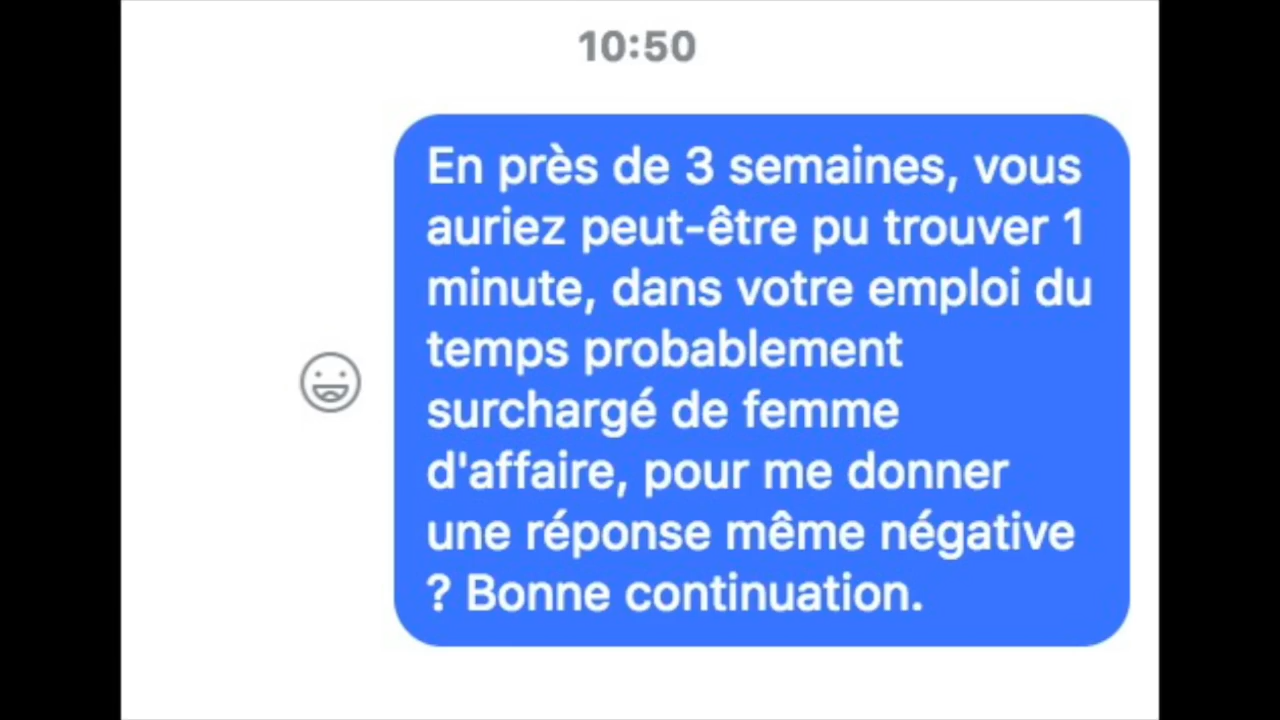 10:50
En près de 3 semaines, vous
auriez peut-être pu trouver 1
minute, dans votre emploi du
temps probablement
surchargé de femme
d'affaire, pour me donner
une réponse même négative
? Bonne continuation.